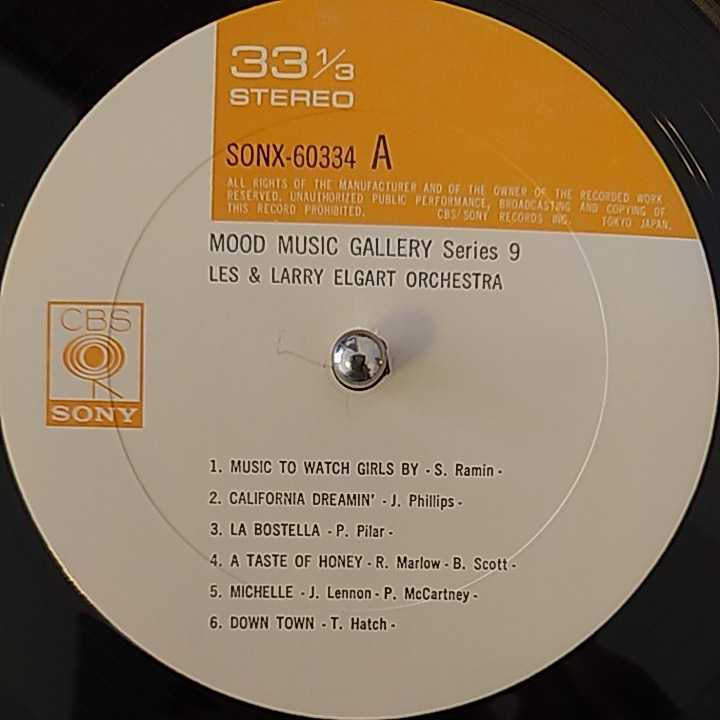 33 1/3
STEREO
SONX-60334 A
ALL RIGHTS OF THE MANUFACTURER AND OF THE OWNER OF THE RECORDED WORK
RESERVED. UNAUTHORIZED PUBLIC PERFORMANCE, BROADCASTING AND COPYING OF
THIS RECORD PROHIBITED. CBS/SONY RECORDS INC. TOKYO JAPAN.
MOOD MUSIC GALLERY Series 9
LES & LARRY ELGART ORCHESTRA
CBS
SONY
1. MUSIC TO WATCH GIRLS BY - S. Ramin -
2. CALIFORNIA DREAMIN' - J. Phillips -
3. LA BOSTELLA - P. Pilar -
4. A TASTE OF HONEY - R. Marlow - B. Scott -
5. MICHELLE - J. Lennon - P. McCartney -
6. DOWN TOWN - T. Hatch -